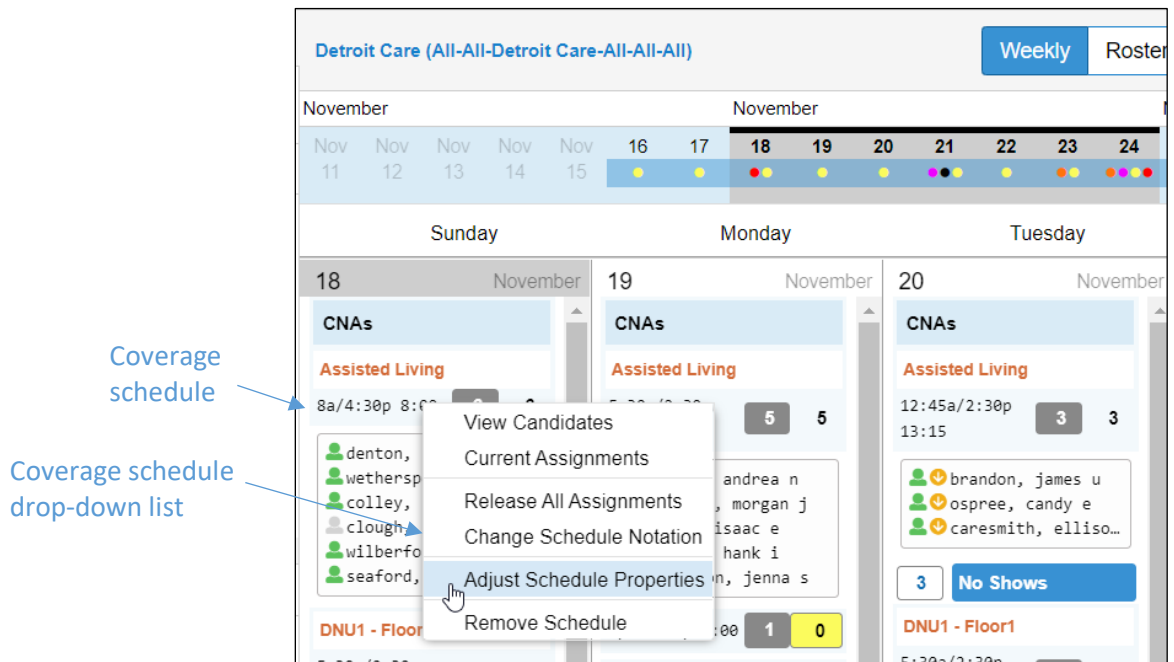 Detroit Care (All-All-Detroit Care-All-All-All)
Weekly Roster
November November
Nov Nov Nov Nov Nov 16 17 18 19 20 21 22 23 24
11 12 13 14 15
Sunday Monday Tuesday
18 November 19 November 20 November
CNAs CNAs CNAs
Assisted Living Assisted Living Assisted Living
Coverage
schedule
8a/4:30p
5 5
12:45a/2:30p
13:15
3 3
View Candidates
Current Assignments
Release All Assignments
Change Schedule Notation
Adjust Schedule Properties
Remove Schedule
Coverage schedule
drop-down list
denton,
wethersp
colley,
clough
wilberfo
seaford,
andrea n
, morgan j
isaac e
hank i
n, jenna s
brandon, james u
ospree, candy e
caresmith, elliso…
3 No Shows
DNU1 - Floor
:00 1 0
DNU1 - Floor1